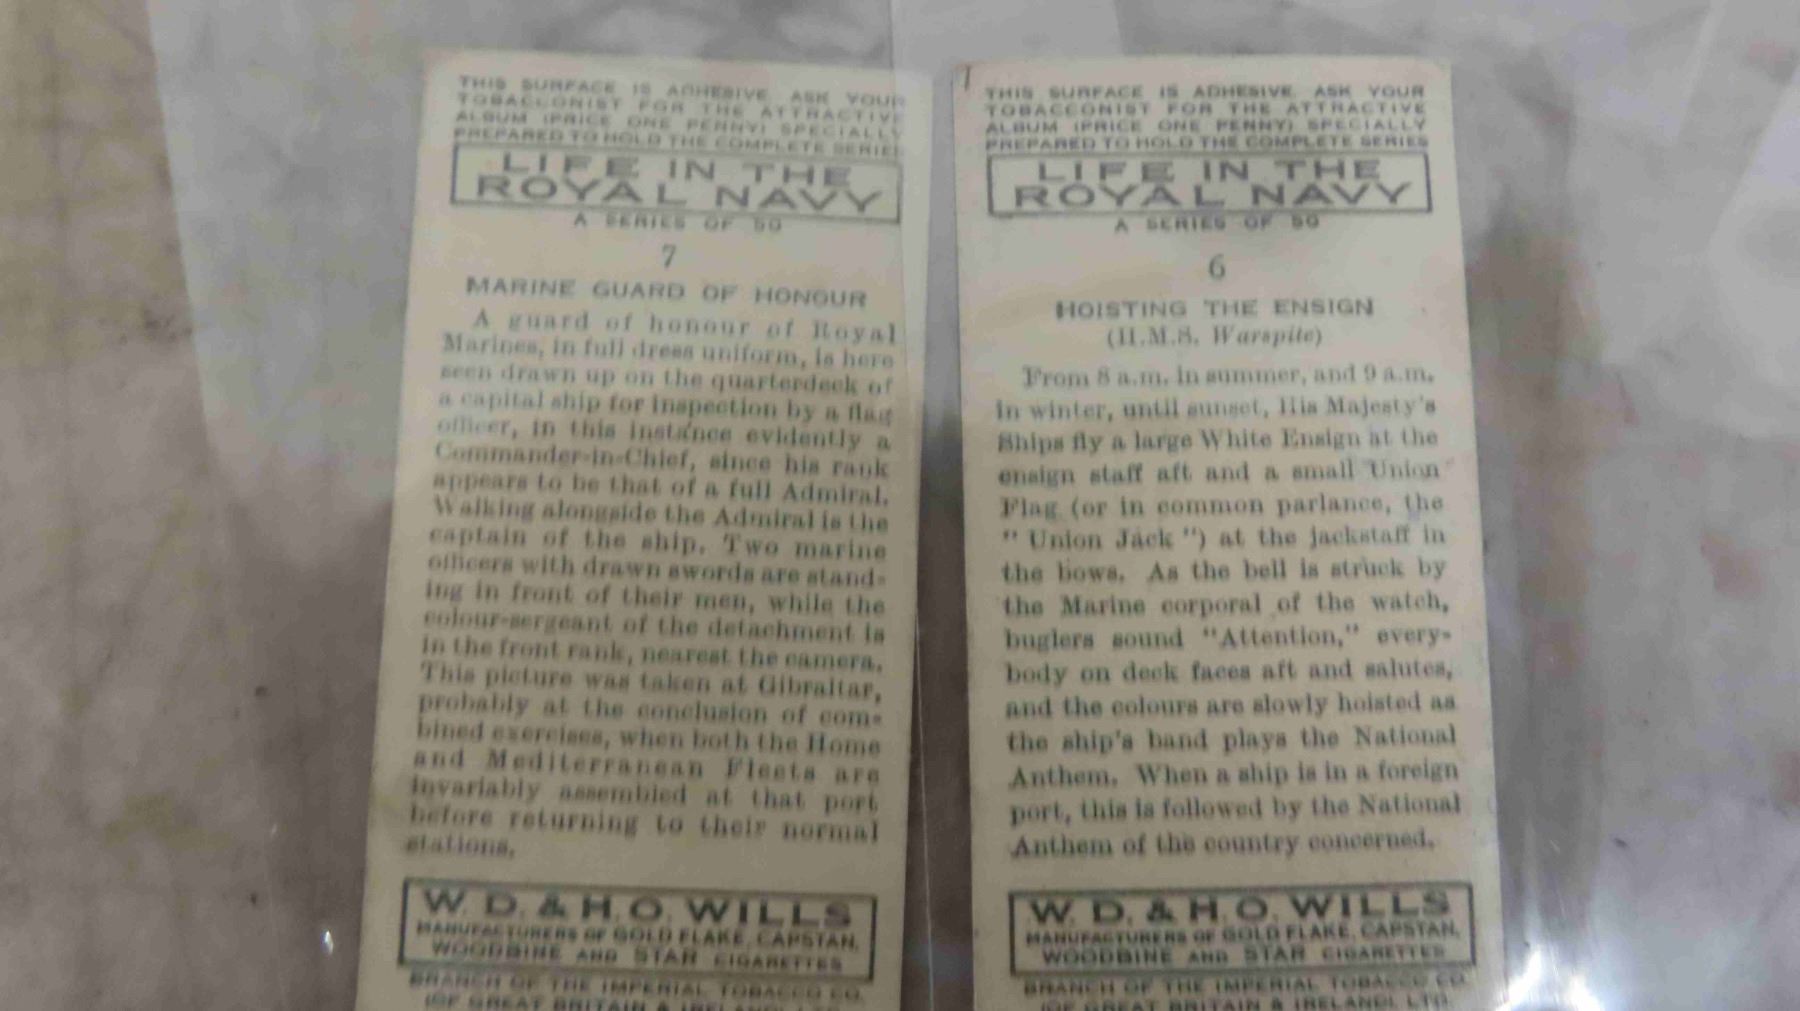 THIS SURFACE IS ADHESIVE. ASK YOUR
TOBACCONIST FOR THE ATTRACTIVE
ALBUM (PRICE ONE PENNY) SPECIALLY
PREPARED TO HOLD THE COMPLETE SERIES
LIFE IN THE
ROYAL NAVY
A SERIES OF 50
7
MARINE GUARD OF HONOUR
A guard of honour of Royal
Marines, in full dress uniform, is here
seen drawn up on the quarterdeck of
a capital ship for inspection by a flag
officer, in this instance evidently a
Commander-in-Chief, since his rank
appears to be that of a full Admiral.
Walking alongside the Admiral is the
captain of the ship. Two marine
officers with drawn swords are stand-
ing in front of their men, while the
colour-sergeant of the detachment is
in the front rank, nearest the camera.
This picture was taken at Gibraltar,
probably at the conclusion of com-
bined exercises, when both the Home
and Mediterranean Fleets are
invariably assembled at that port
before returning to their normal
stations.
W. D. & H. O. WILLS
MANUFACTURERS OF GOLD FLAKE, CAPSTAN,
WOODBINE AND STAR CIGARETTES
BRANCH OF THE IMPERIAL TOBACCO CO.
(OF GREAT BRITAIN & IRELAND), LTD.
THIS SURFACE IS ADHESIVE. ASK YOUR
TOBACCONIST FOR THE ATTRACTIVE
ALBUM (PRICE ONE PENNY) SPECIALLY
PREPARED TO HOLD THE COMPLETE SERIES
LIFE IN THE
ROYAL NAVY
A SERIES OF 50
6
HOISTING THE ENSIGN
(H.M.S. Warspite)
From 8 a.m. in summer, and 9 a.m.
in winter, until sunset, His Majesty's
Ships fly a large White Ensign at the
ensign staff aft and a small Union
Flag (or in common parlance, the
"Union Jack") at the jackstaff in
the bows. As the bell is struck by
the Marine corporal of the watch,
buglers sound "Attention," every-
body on deck faces aft and salutes,
and the colours are slowly hoisted as
the ship's band plays the National
Anthem. When a ship is in a foreign
port, this is followed by the National
Anthem of the country concerned.
W. D. & H. O. WILLS
MANUFACTURERS OF GOLD FLAKE, CAPSTAN,
WOODBINE AND STAR CIGARETTES
BRANCH OF THE IMPERIAL TOBACCO CO.
(OF GREAT BRITAIN & IRELAND), LTD.